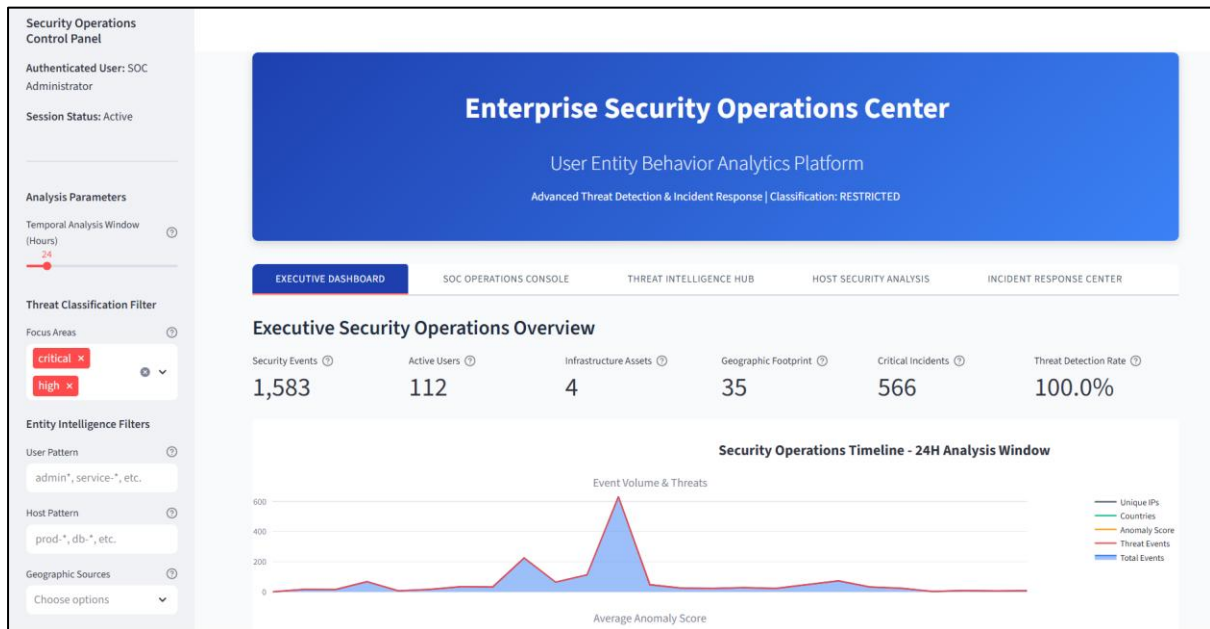 Security Operations
Control Panel
Authenticated User: SOC
Administrator
Session Status: Active
Analysis Parameters
Temporal Analysis Window
(Hours)
24
Threat Classification Filter
Focus Areas
critical ×
high ×
Entity Intelligence Filters
User Pattern
admin*, service-*, etc.
Host Pattern
prod-*, db-*, etc.
Geographic Sources
Choose options
Enterprise Security Operations Center
User Entity Behavior Analytics Platform
Advanced Threat Detection & Incident Response | Classification: RESTRICTED
EXECUTIVE DASHBOARD SOC OPERATIONS CONSOLE THREAT INTELLIGENCE HUB HOST SECURITY ANALYSIS INCIDENT RESPONSE CENTER
Executive Security Operations Overview
Security Events Active Users Infrastructure Assets Geographic Footprint Critical Incidents Threat Detection Rate
1,583 112 4 35 566 100.0%
Security Operations Timeline - 24H Analysis Window
Event Volume & Threats
600
400
200
0
Unique IPs
Countries
Anomaly Score
Threat Events
Total Events
Average Anomaly Score